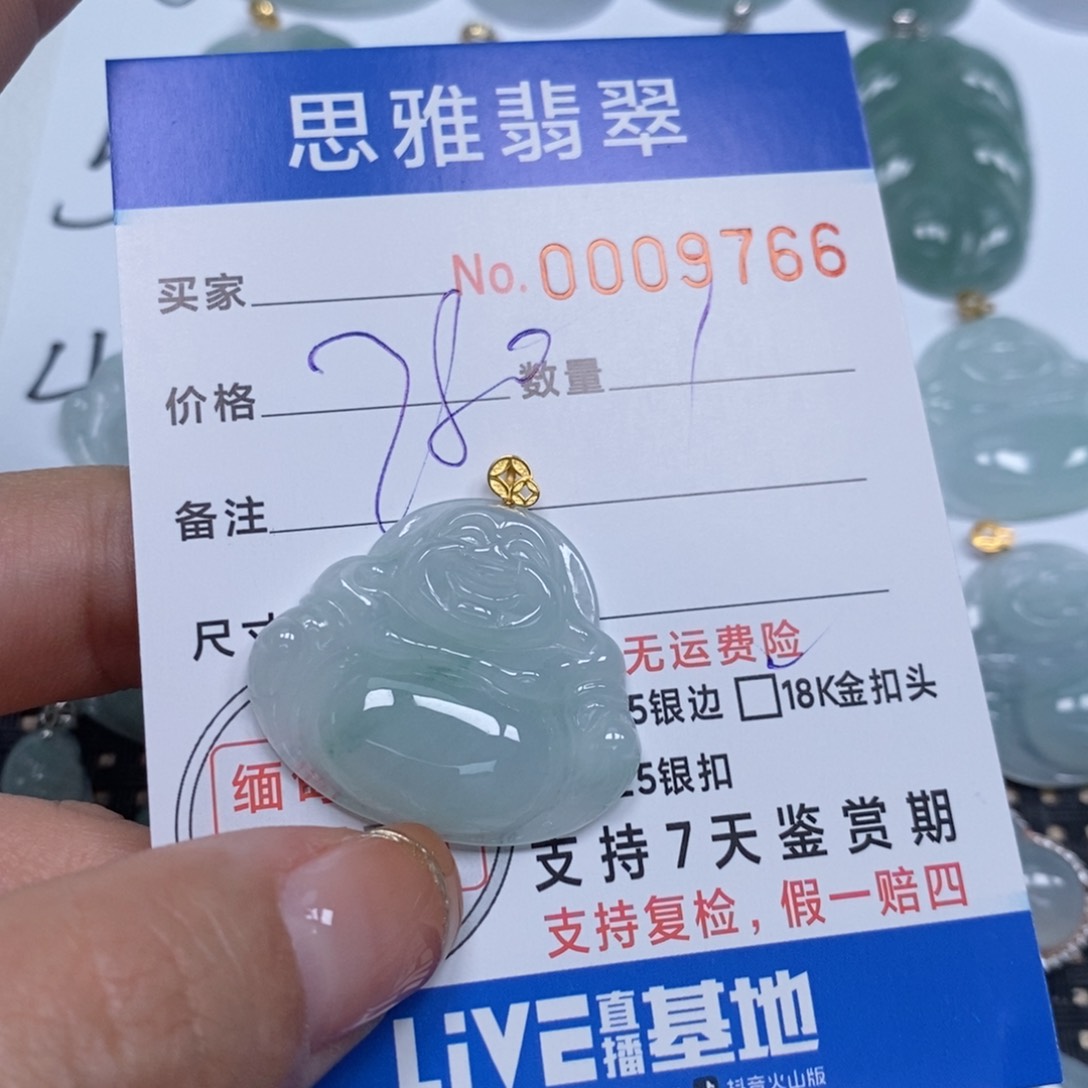 思雅翡翠
No. 0009766
买家
价格 数量 1
备注
尺寸
无运费险
5银边 □18K金扣头
25银扣
缅甸
支持7天鉴赏期
支持复检，假一赔四
LiVE直播基地
抖音火山版